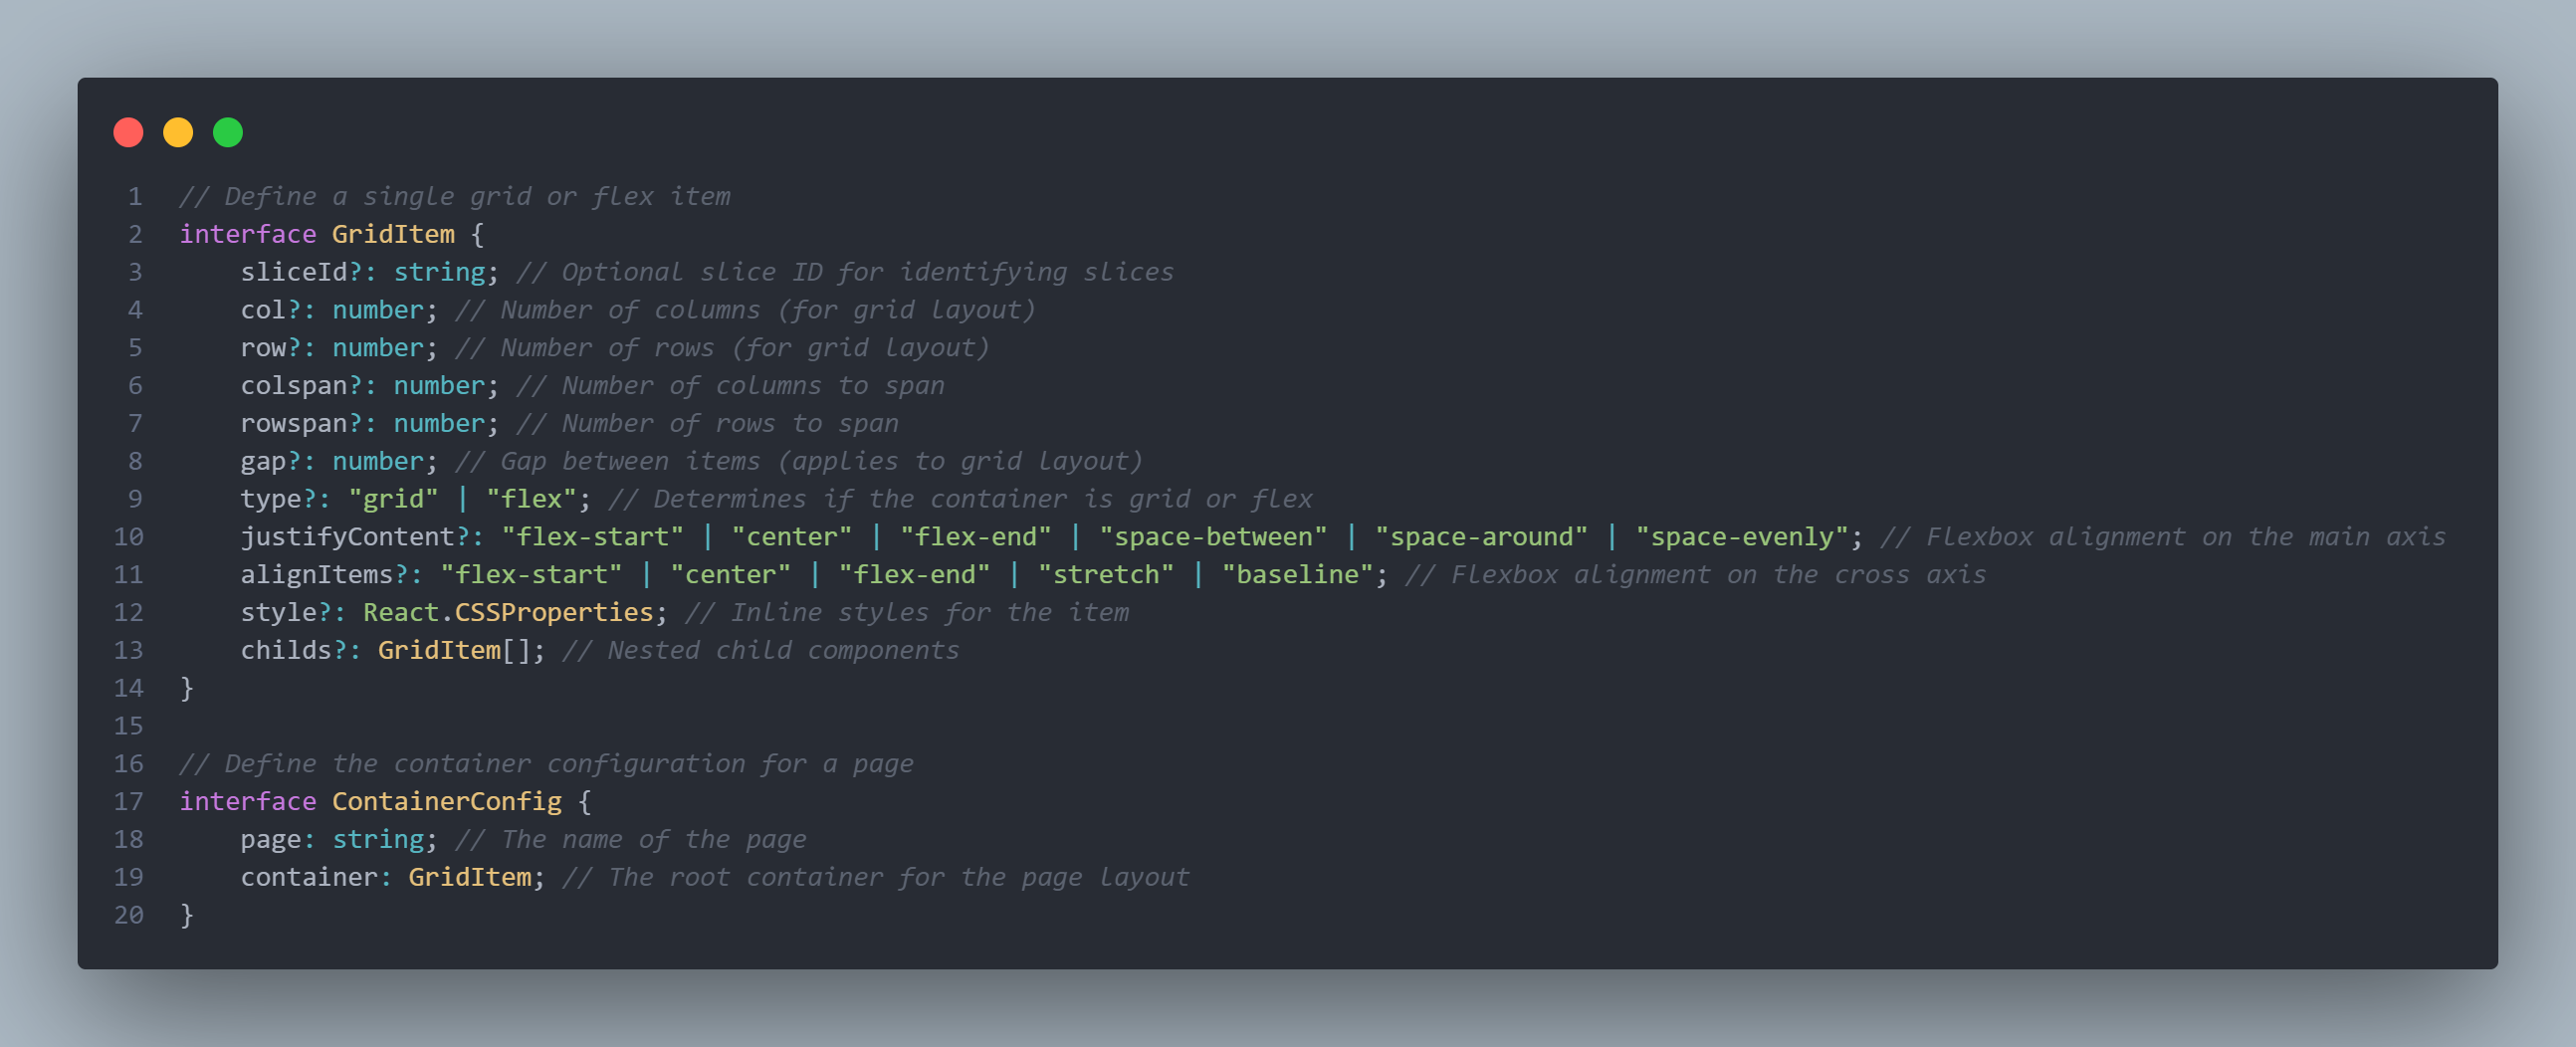 1 // Define a single grid or flex item
2 interface GridItem {
3     sliceId?: string; // Optional slice ID for identifying slices
4     col?: number; // Number of columns (for grid layout)
5     row?: number; // Number of rows (for grid layout)
6     colspan?: number; // Number of columns to span
7     rowspan?: number; // Number of rows to span
8     gap?: number; // Gap between items (applies to grid layout)
9     type?: "grid" | "flex"; // Determines if the container is grid or flex
10     justifyContent?: "flex-start" | "center" | "flex-end" | "space-between" | "space-around" | "space-evenly"; // Flexbox alignment on the main axis
11     alignItems?: "flex-start" | "center" | "flex-end" | "stretch" | "baseline"; // Flexbox alignment on the cross axis
12     style?: React.CSSProperties; // Inline styles for the item
13     childs?: GridItem[]; // Nested child components
14 }
15
16 // Define the container configuration for a page
17 interface ContainerConfig {
18     page: string; // The name of the page
19     container: GridItem; // The root container for the page layout
20 }